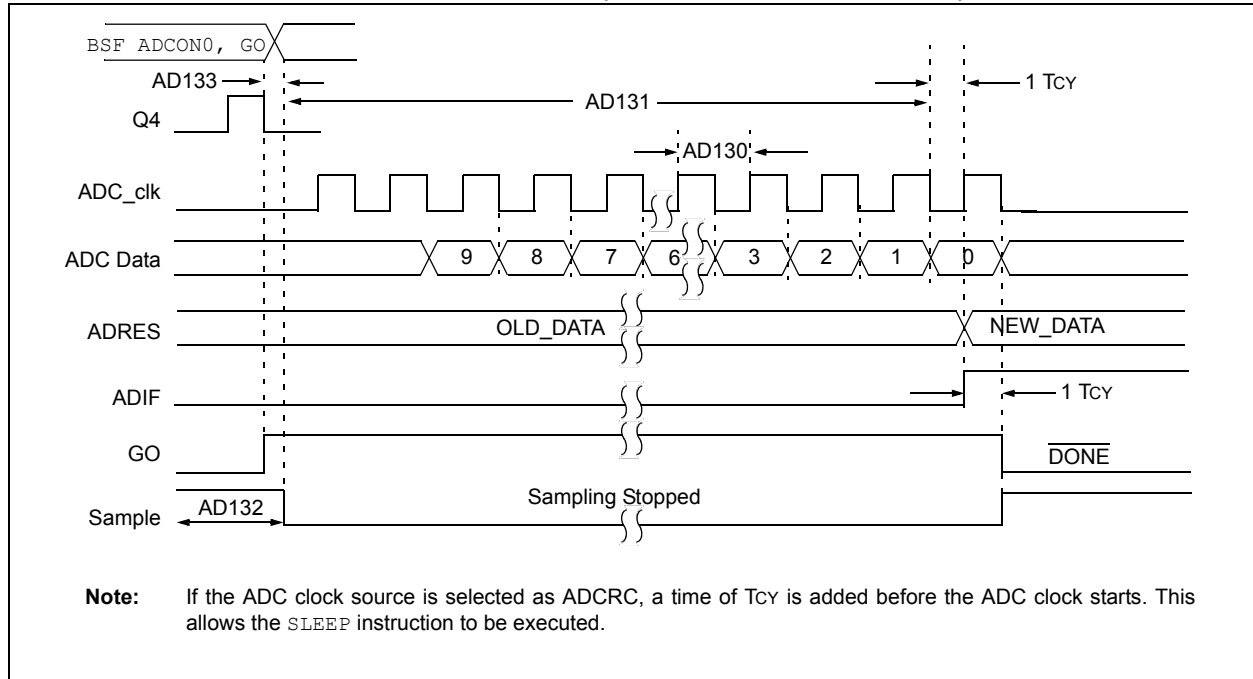 BSF ADCON0, GO
AD133
1 TCY
AD131
Q4
AD130
ADC_clk
ADC Data
9
8
7
6
3
2
1
0
ADRES
OLD_DATA
NEW_DATA
ADIF
1 TCY
GO
DONE
Sample
AD132
Sampling Stopped
Note: If the ADC clock source is selected as ADCRC, a time of TCY is added before the ADC clock starts. This
allows the SLEEP instruction to be executed.